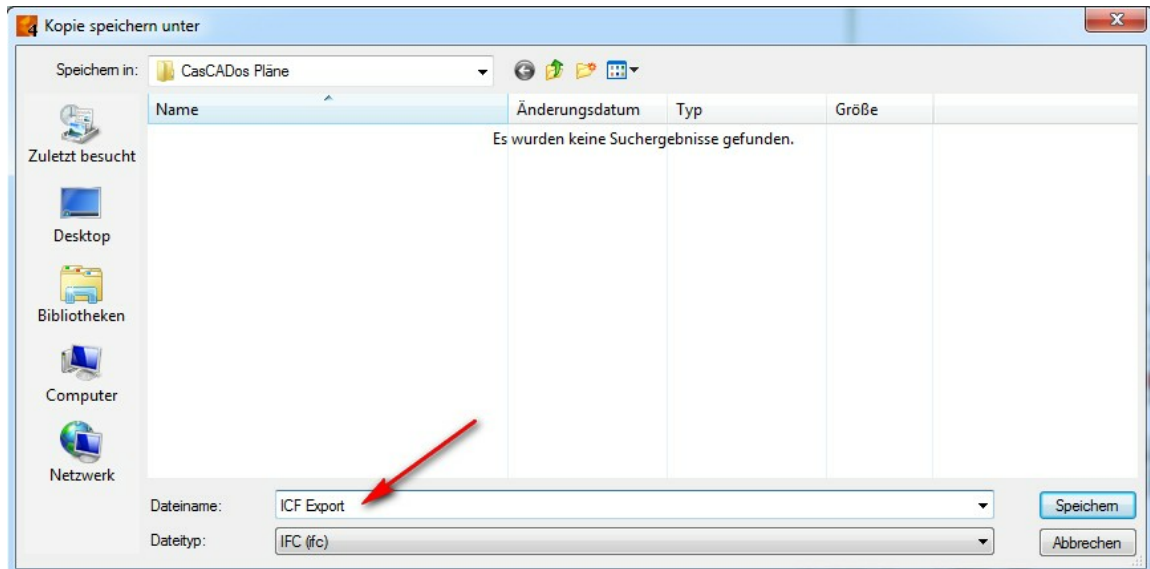 4 Kopie speichern unter
Speichern in: CasCADos Pläne
Name Änderungsdatum Typ Größe
Es wurden keine Suchergebnisse gefunden.
Zuletzt besucht
Desktop
Bibliotheken
Computer
Netzwerk
Dateiname: ICF Export Speichern
Dateityp: IFC (ifc) Abbrechen